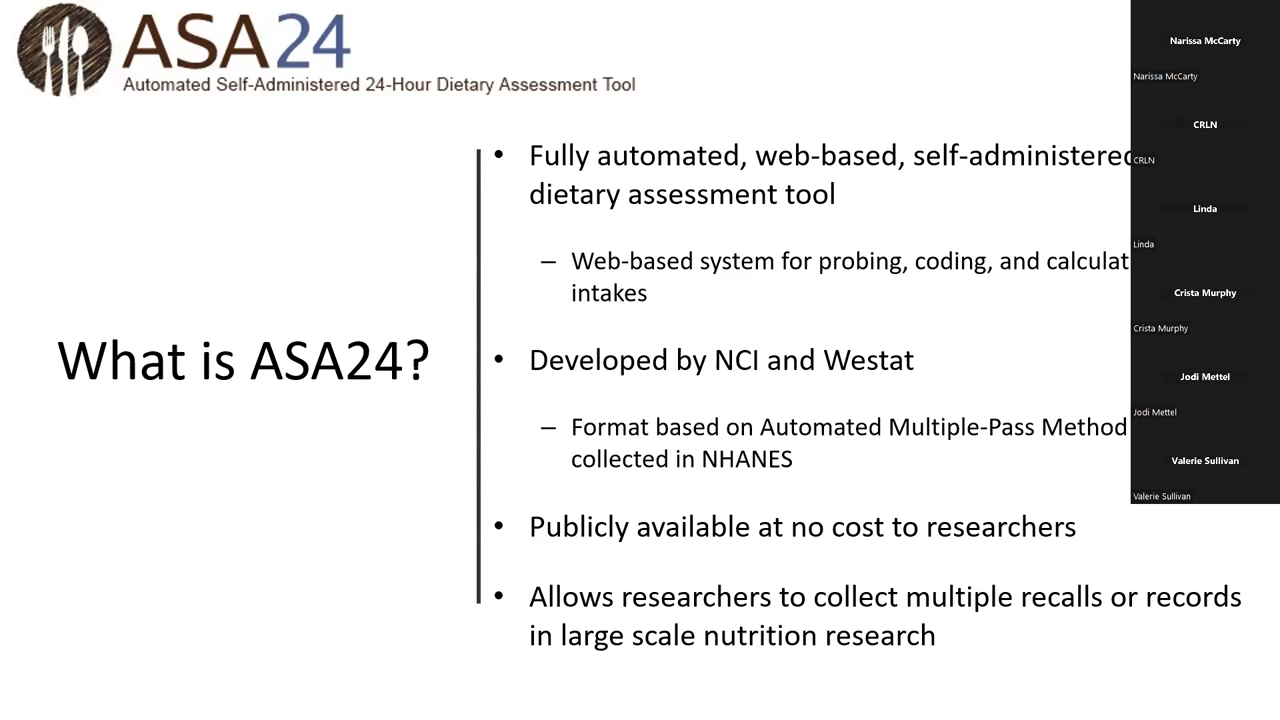 ASA24
Automated Self-Administered 24-Hour Dietary Assessment Tool
What is ASA24?
• Fully automated, web-based, self-administered
dietary assessment tool
– Web-based system for probing, coding, and
intakes
• Developed by NCI and Westat
– Format based on Automated Multiple-Pass Method
collected in NHANES
• Publicly available at no cost to researchers
• Allows researchers to collect multiple recalls or records
in large scale nutrition research
Narissa McCarty
Narissa McCarty
CRLN
CRLN
Linda
Linda
Crista Murphy
Crista Murphy
Jodi Mettel
Jodi Mettel
Valerie Sullivan
Valerie Sullivan